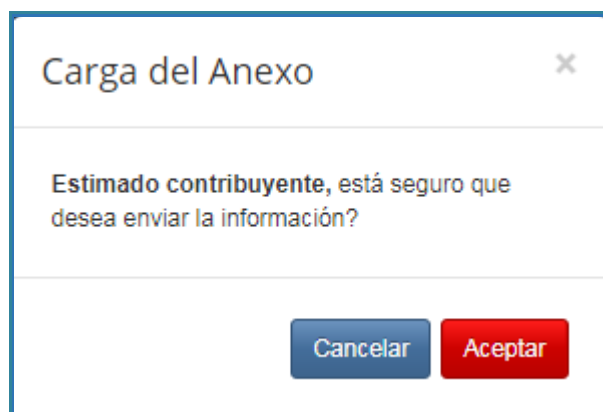 Carga del Anexo
×
Estimado contribuyente, está seguro que
desea enviar la información?
Cancelar
Aceptar